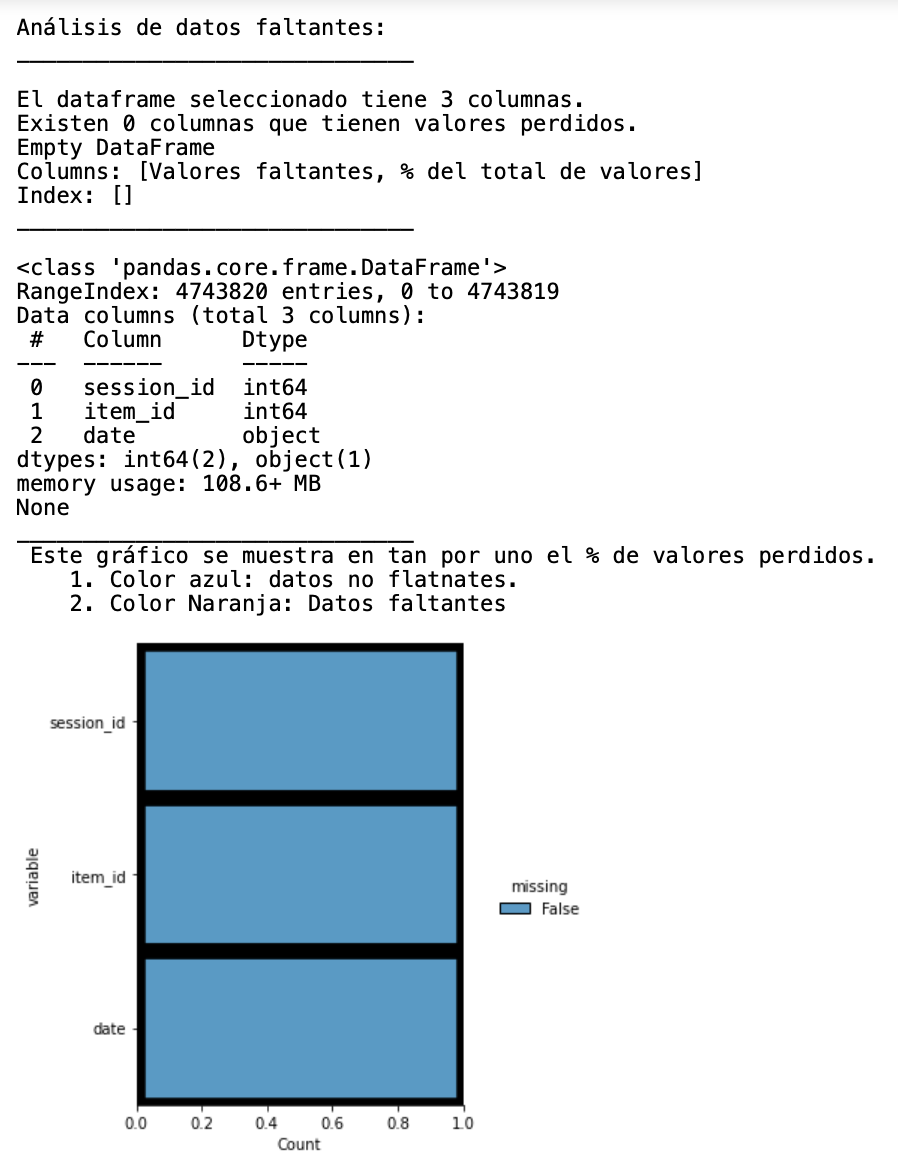 Análisis de datos faltantes:
______________________________
El dataframe seleccionado tiene 3 columnas.
Existen 0 columnas que tienen valores perdidos.
Empty DataFrame
Columns: [Valores faltantes, % del total de valores]
Index: []
______________________________
<class 'pandas.core.frame.DataFrame'>
RangeIndex: 4743820 entries, 0 to 4743819
Data columns (total 3 columns):
 #   Column      Dtype
---  ------      -----
 0   session_id  int64
 1   item_id     int64
 2   date        object
dtypes: int64(2), object(1)
memory usage: 108.6+ MB
None
______________________________
 Este gráfico se muestra en tan por uno el % de valores perdidos.
    1. Color azul: datos no flatnates.
    2. Color Naranja: Datos faltantes
session_id
item_id
date
variable
0.0 0.2 0.4 0.6 0.8 1.0
Count
missing
False